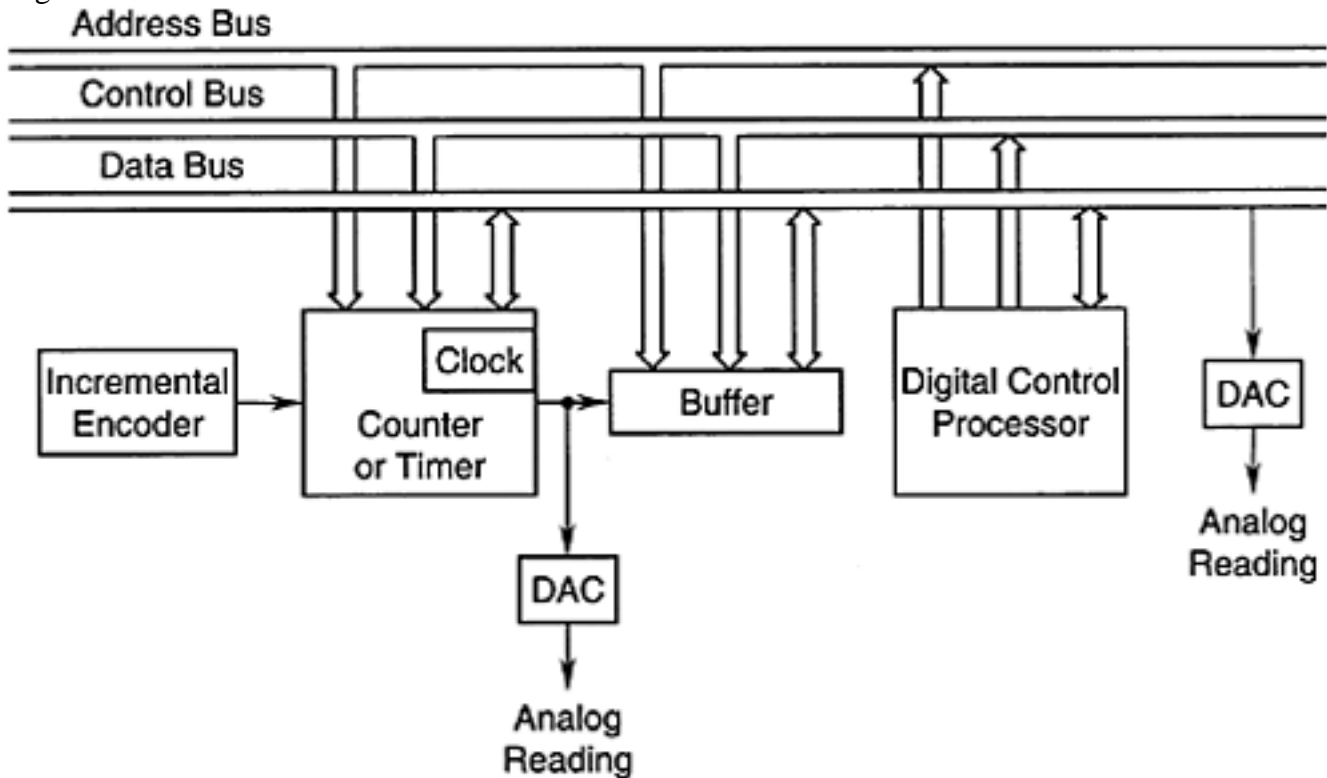 Address Bus
Control Bus
Data Bus
Incremental
Encoder
Clock
Counter
or Timer
Buffer
Digital Control
Processor
DAC
Analog
Reading
DAC
Analog
Reading